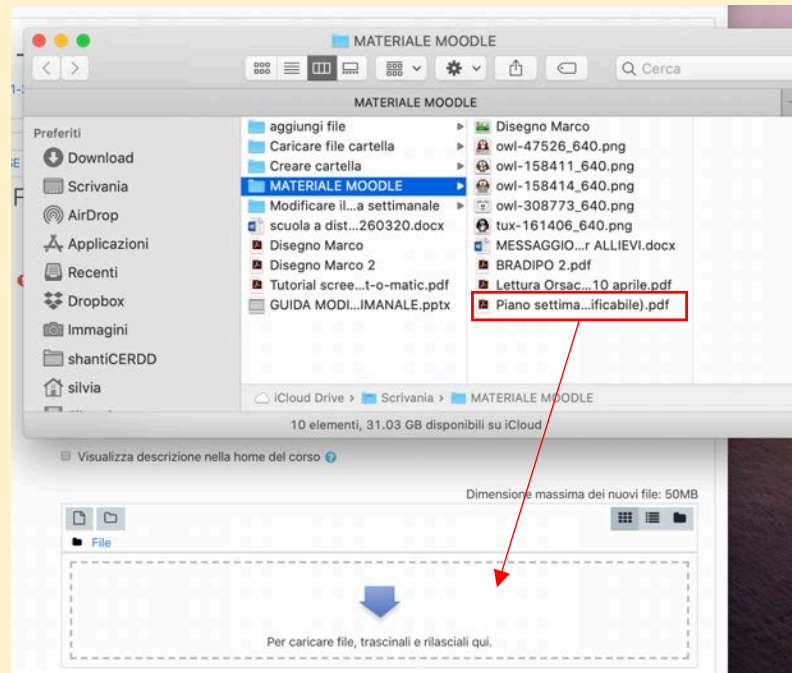 MATERIALE MOODLE
Cerca
MATERIALE MOODLE
Preferiti
Download
Scrivania
AirDrop
Applicazioni
Recenti
Dropbox
Immagini
shantiCERDD
silvia
aggiungi file
Caricare file cartella
Creare cartella
MATERIALE MOODLE
Modificare il...a settimanale
scuola a dist...260320.docx
Disegno Marco
Disegno Marco 2
Tutorial scree...t-o-matic.pdf
GUIDA MODI...IMANALE.pptx
Disegno Marco
owl-47526_640.png
owl-158411_640.png
owl-158414_640.png
owl-308773_640.png
tux-161406_640.png
MESSAGGIO...r ALLIEVI.docx
BRADIPO 2.pdf
Lettura Orsac...10 aprile.pdf
Piano settima...ificabile).pdf
iCloud Drive › Scrivania › MATERIALE MOODLE
10 elementi, 31.03 GB disponibili su iCloud
Visualizza descrizione nella home del corso
Dimensione massima dei nuovi file: 50MB
File
Per caricare file, trascinali e rilasciali qui.